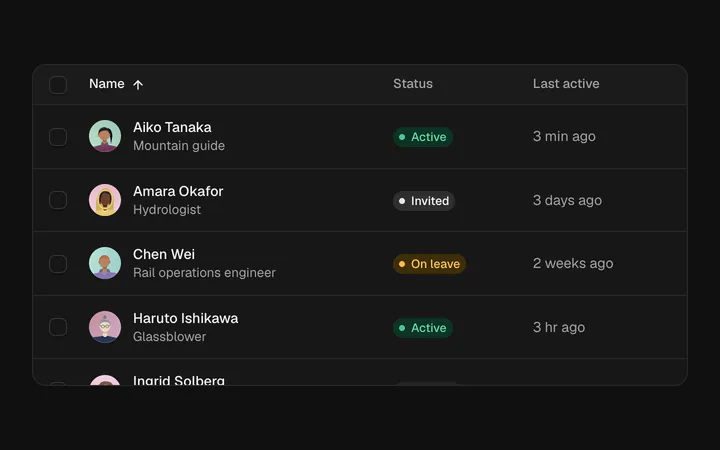 Name Status Last active
Aiko Tanaka
Mountain guide
Active
3 min ago
Amara Okafor
Hydrologist
Invited
3 days ago
Chen Wei
Rail operations engineer
On leave
2 weeks ago
Haruto Ishikawa
Glassblower
Active
3 hr ago
Ingrid Solberg